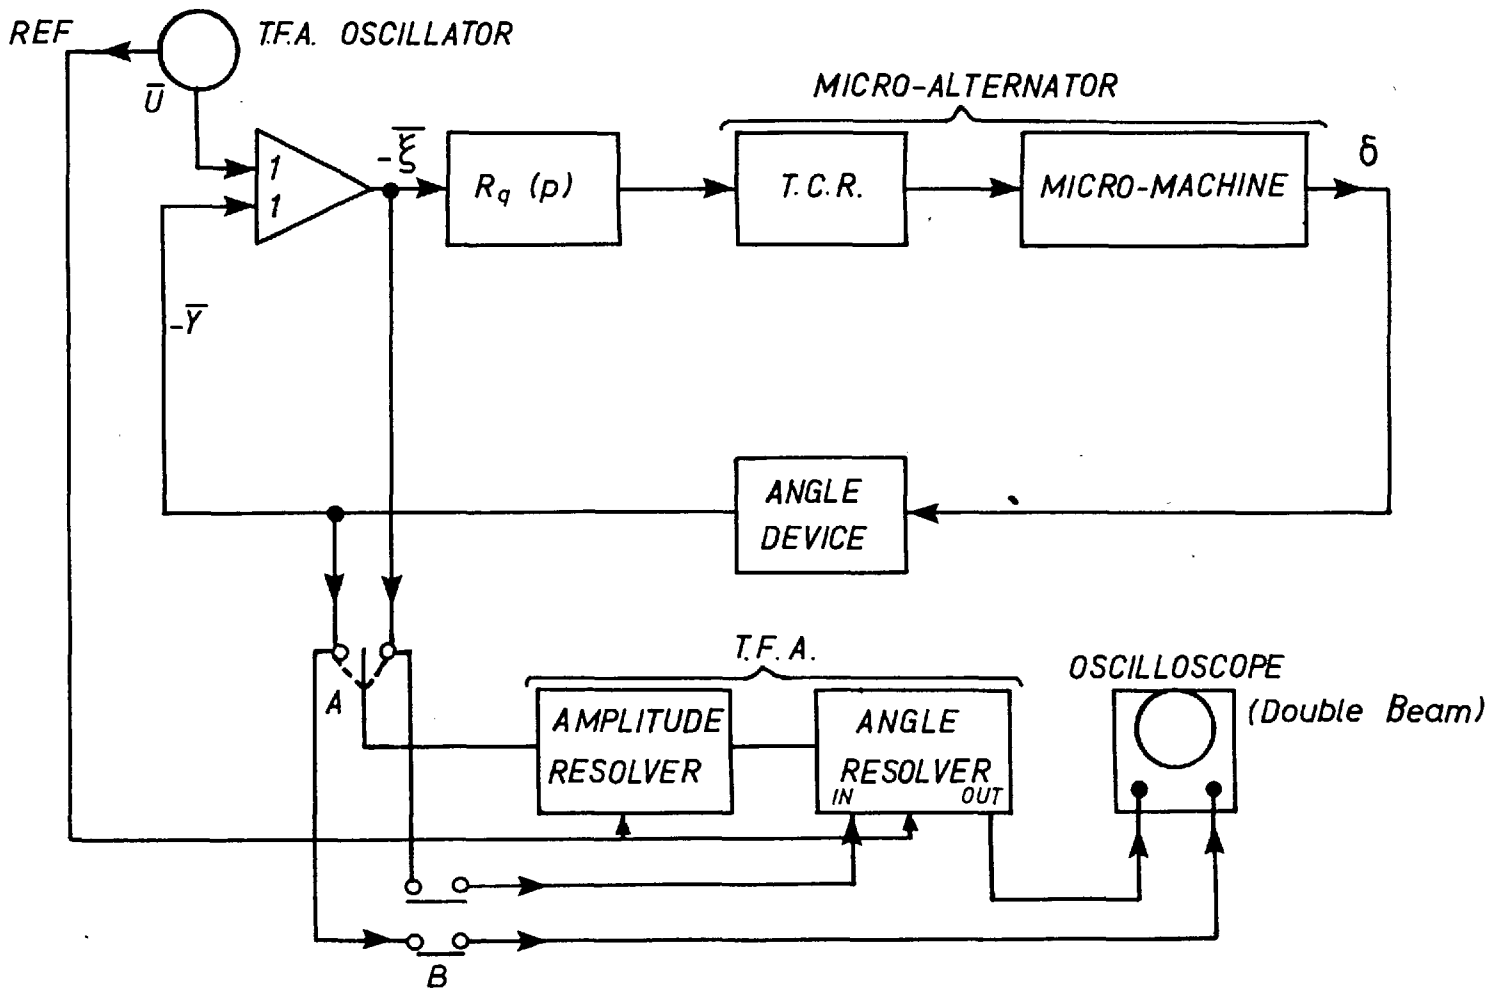 REF
T.F.A. OSCILLATOR
U̅
MICRO-ALTERNATOR
1
1
-ξ̅
Rq (p)
T.C.R.
MICRO-MACHINE
δ
-Y̅
ANGLE
DEVICE
T.F.A.
A
AMPLITUDE
RESOLVER
ANGLE
RESOLVER
IN
OUT
OSCILLOSCOPE
(Double Beam)
B